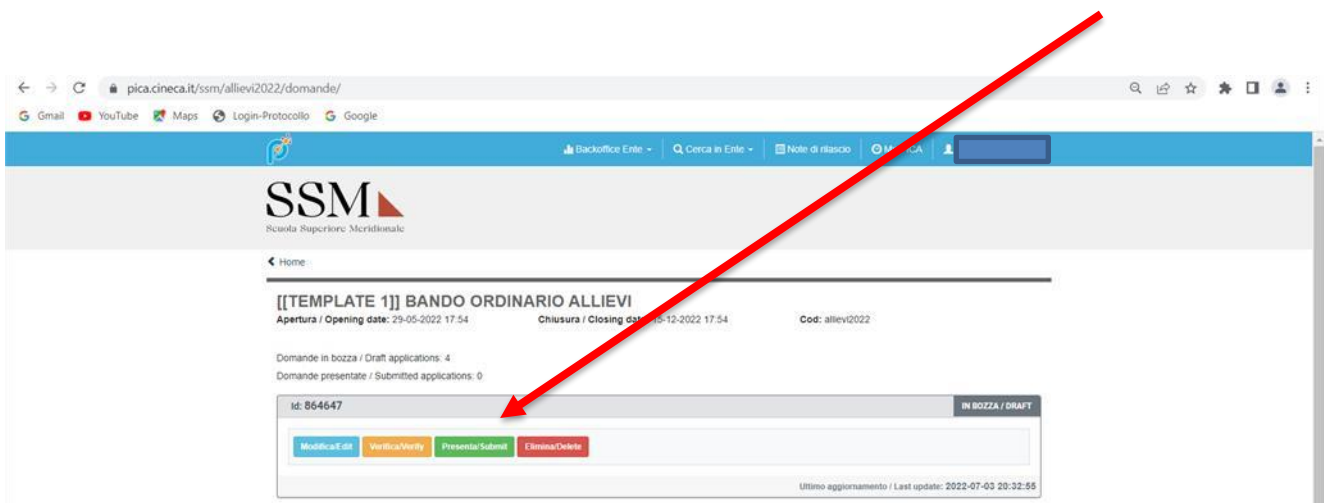 pica.cineca.it/ssm/allievi2022/domande/
Gmail YouTube Maps Login-Protocollo Google
Backoffice Ente Cerca in Ente Note di rilascio
SSM
Scuola Superiore Meridionale
Home
[[TEMPLATE 1]] BANDO ORDINARIO ALLIEVI
Apertura / Opening date: 29-05-2022 17:54 Chiusura / Closing date -12-2022 17:54 Cod: allievi2022
Domande in bozza / Draft applications: 4
Domande presentate / Submitted applications: 0
Id: 864647 IN BOZZA / DRAFT
Modifica/Edit Verifica/Verify Presenta/Submit Elimina/Delete
Ultimo aggiornamento / Last update: 2022-07-03 20:32:55